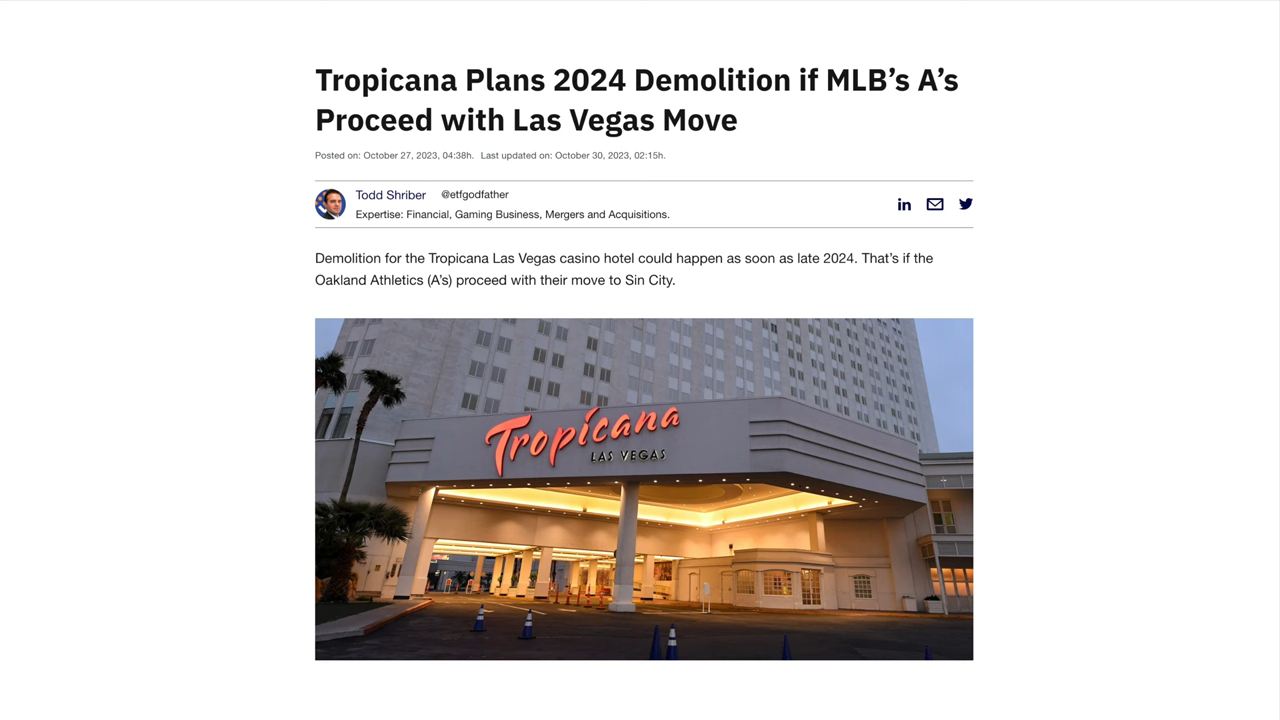 Tropicana Plans 2024 Demolition if MLB’s A’s
Proceed with Las Vegas Move
Posted on: October 27, 2023, 04:38h. Last updated on: October 30, 2023, 02:15h.
Todd Shriber @etfgodfather
Expertise: Financial, Gaming Business, Mergers and Acquisitions.
in
Demolition for the Tropicana Las Vegas casino hotel could happen as soon as late 2024. That’s if the
Oakland Athletics (A’s) proceed with their move to Sin City.
Tropicana
LAS VEGAS